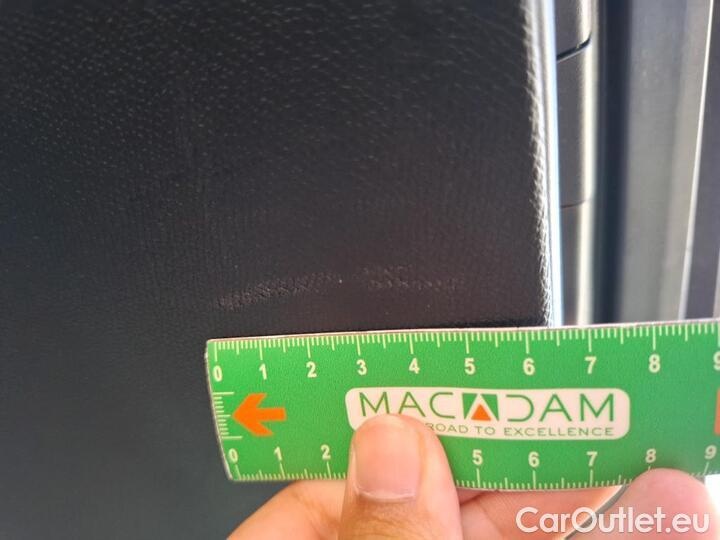 0 1 2 3 4 5 6 7 8 9
MACADAM
ROAD TO EXCELLENCE
0 1 2 5 6 7 8 9
CarOutlet.eu